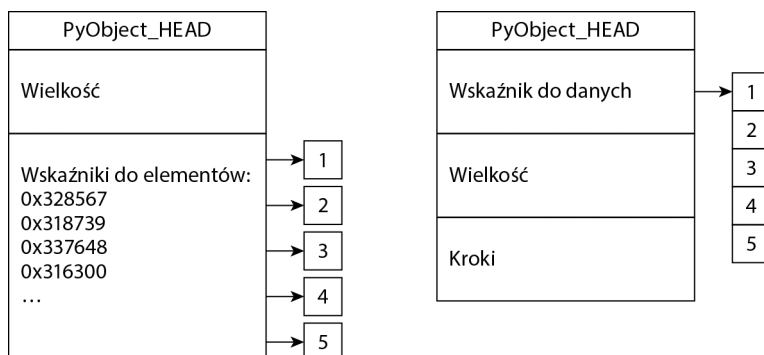 PyObject_HEAD
Wielkość
Wskaźniki do elementów:
0x328567
0x318739
0x337648
0x316300
...
1
2
3
4
5
PyObject_HEAD
Wskaźnik do danych
Wielkość
Kroki
1
2
3
4
5